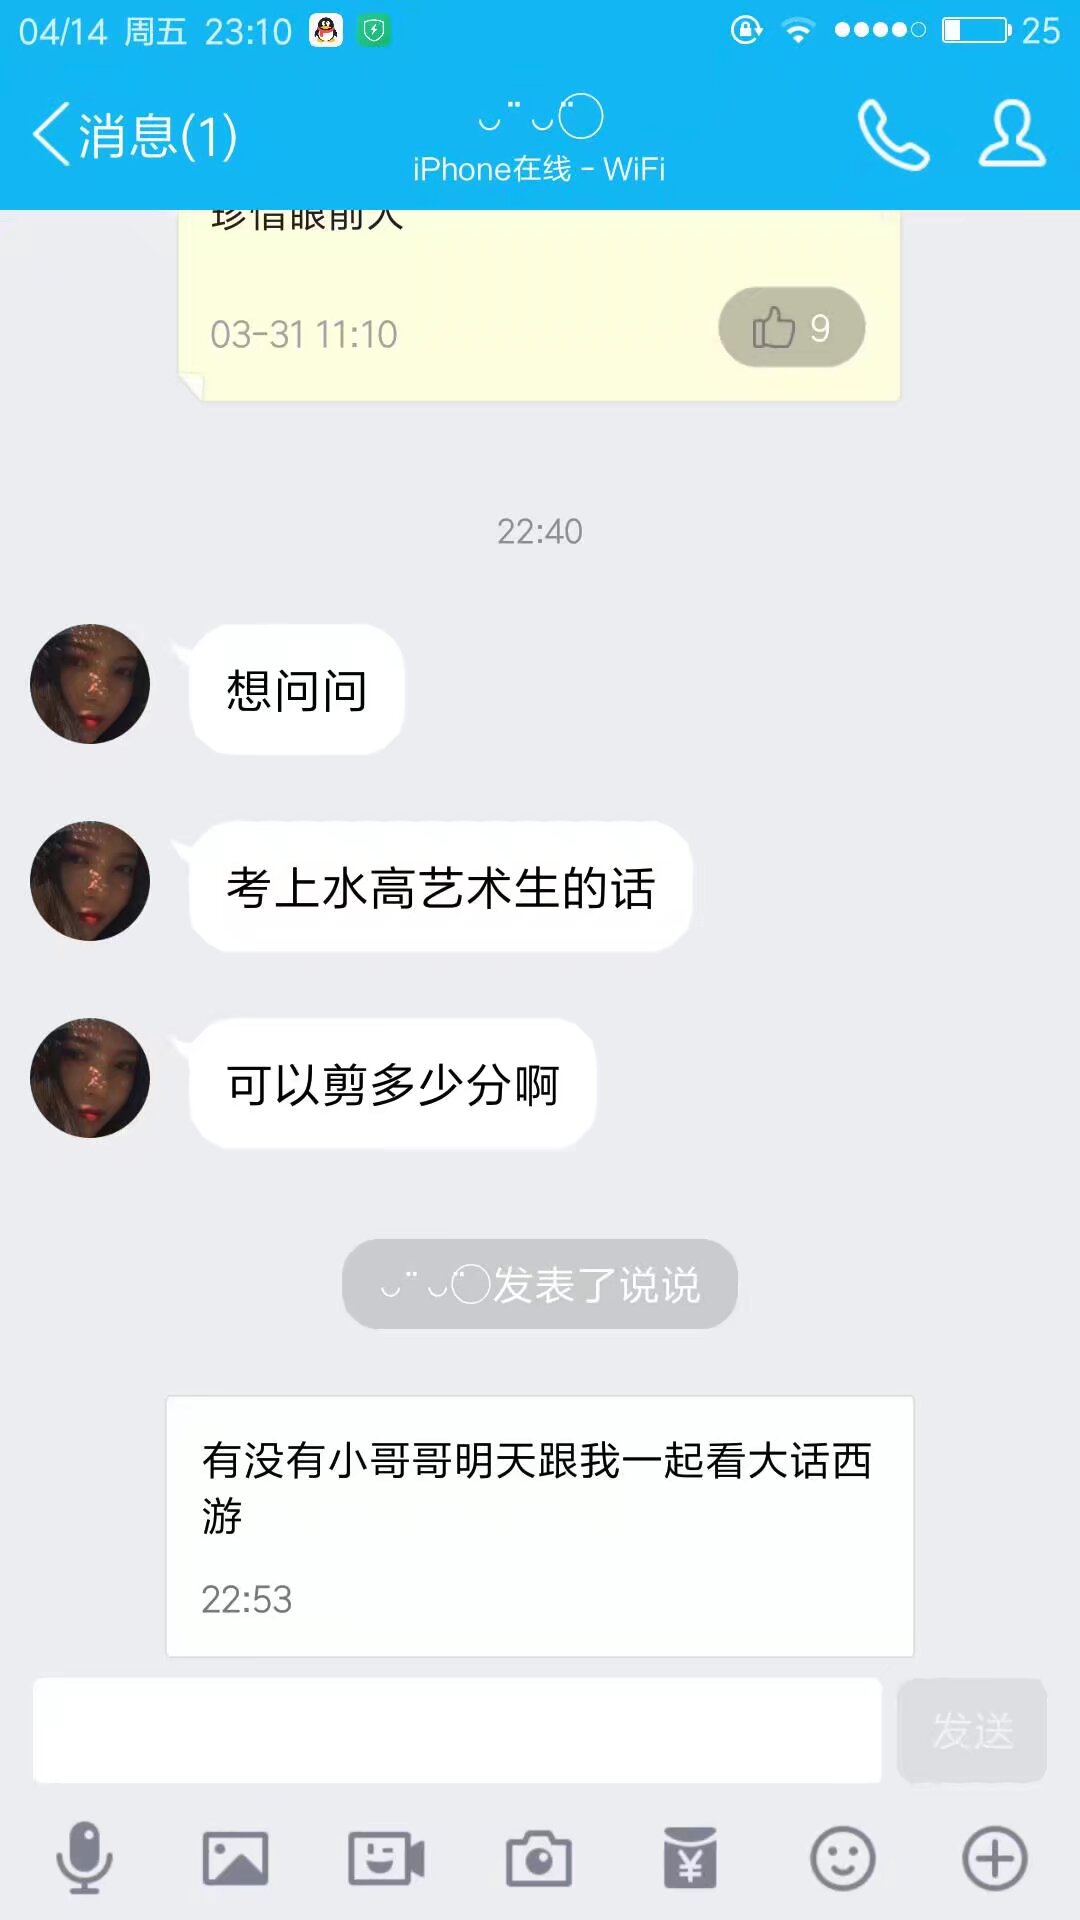 04/14 周五 23:10
25
消息(1)
iPhone在线 - WiFi
珍惜眼前人
03-31 11:10
9
22:40
想问问
考上水高艺术生的话
可以剪多少分啊
发表了说说
有没有小哥哥明天跟我一起看大话西
游
22:53
发送